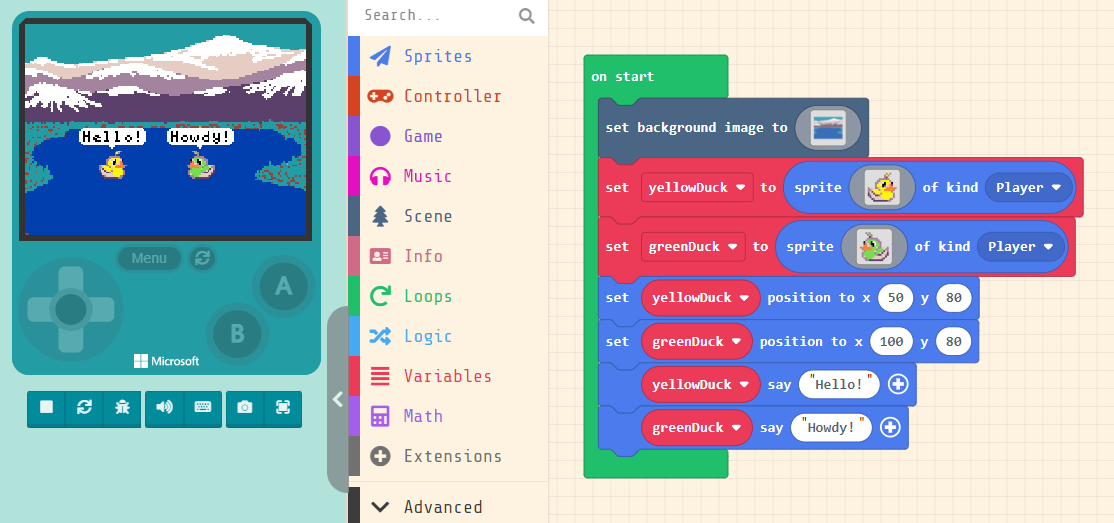 Hello! Howdy!
Menu
A
B
Microsoft
Search...
Sprites
Controller
Game
Music
Scene
Info
Loops
Logic
Variables
Math
Extensions
Advanced
on start
set background image to
set yellowDuck to sprite of kind Player
set greenDuck to sprite of kind Player
set yellowDuck position to x 50 y 80
set greenDuck position to x 100 y 80
yellowDuck say "Hello!"
greenDuck say "Howdy!"